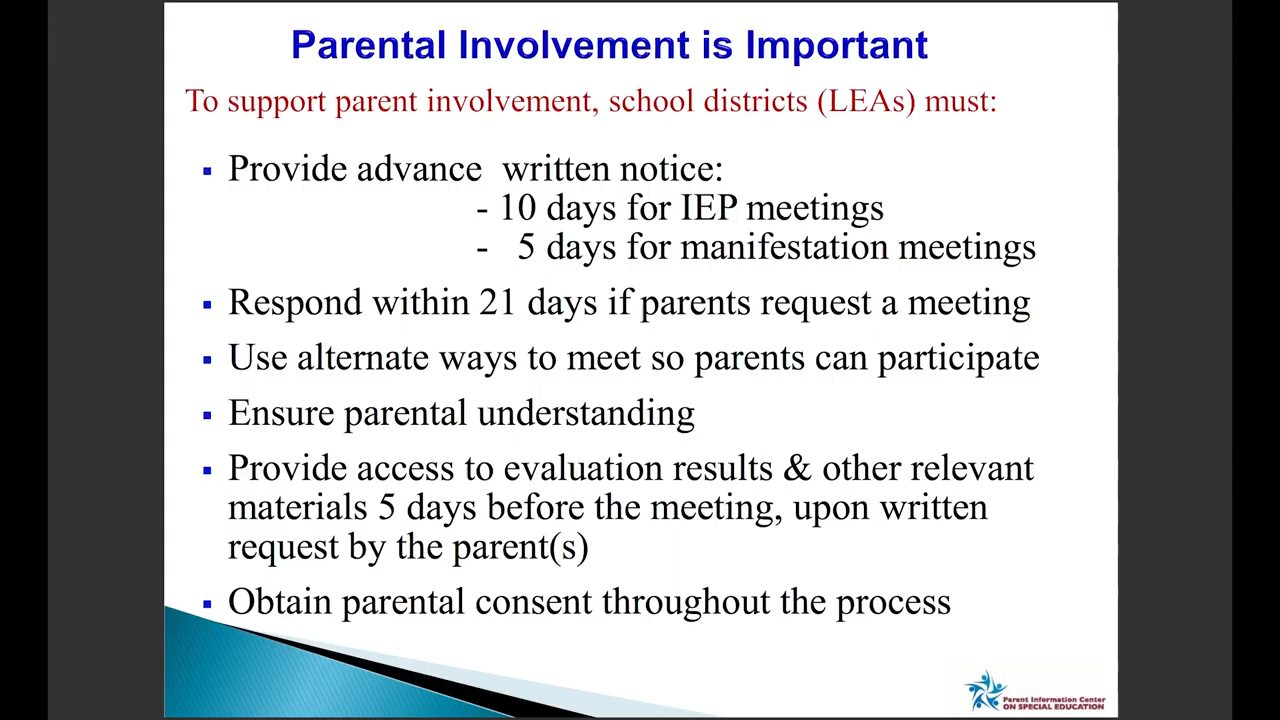 Parental Involvement is Important
To support parent involvement, school districts (LEAs) must:
▪ Provide advance  written notice:
- 10 days for IEP meetings
-   5 days for manifestation meetings
▪ Respond within 21 days if parents request a meeting
▪ Use alternate ways to meet so parents can participate
▪ Ensure parental understanding
▪ Provide access to evaluation results & other relevant
materials 5 days before the meeting, upon written
request by the parent(s)
▪ Obtain parental consent throughout the process
Parent Information Center
ON SPECIAL EDUCATION